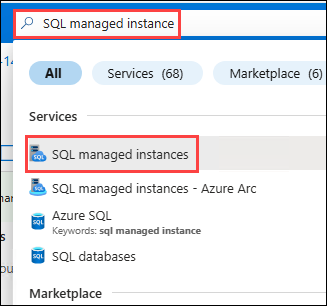 SQL managed instance
All
Services (68)
Marketplace (6)
Services
SQL managed instances
SQL managed instances - Azure Arc
Azure SQL
Keywords: sql managed instance
SQL databases
Marketplace